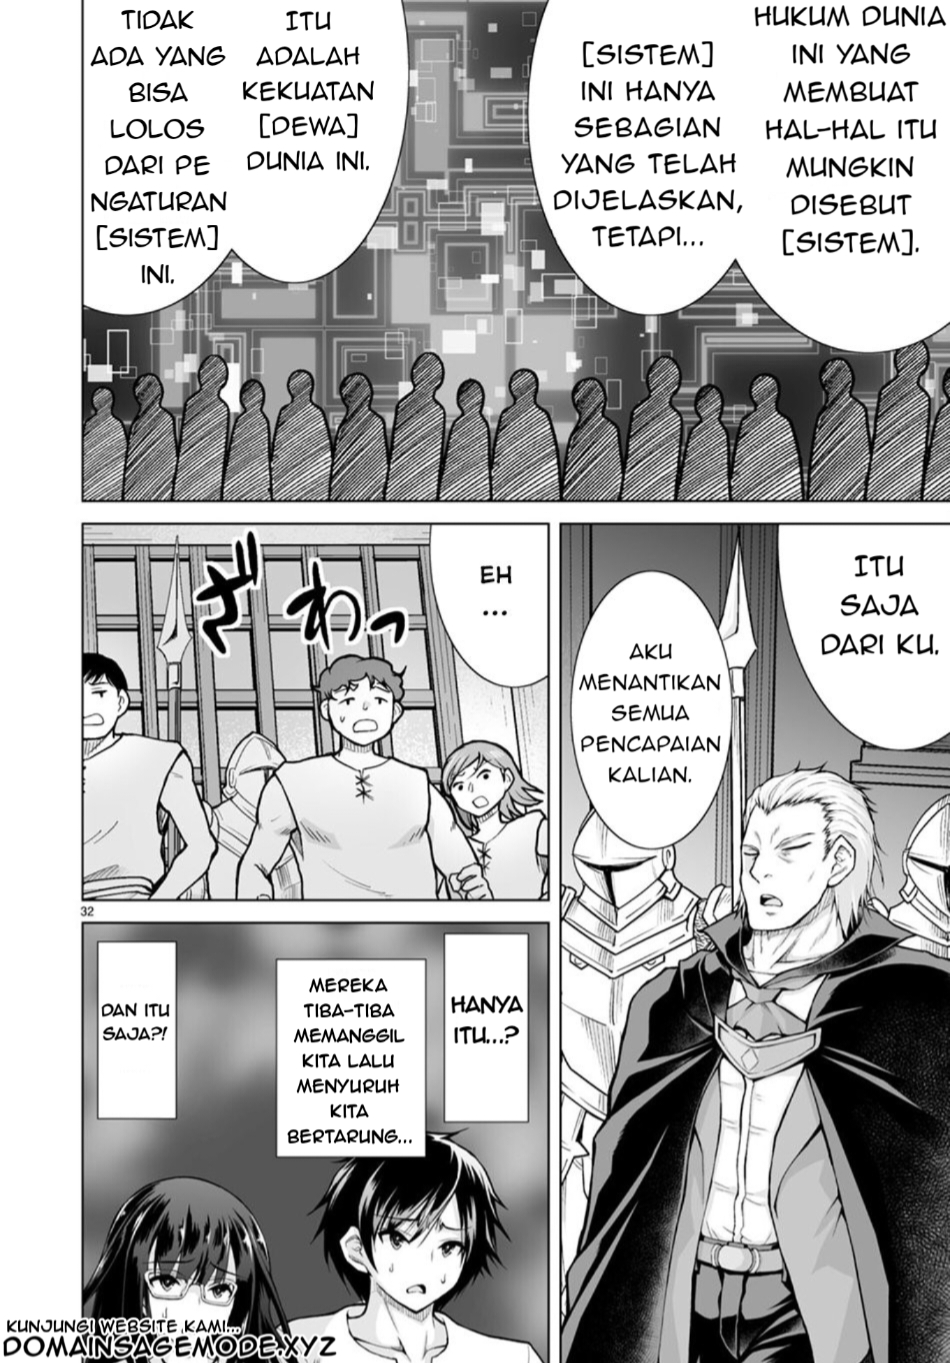 HUKUM DUNIA
INI YANG
MEMBUAT
HAL-HAL ITU
MUNGKIN
DISEBUT
[SISTEM].
[SISTEM]
INI HANYA
SEBAGIAN
YANG TELAH
DIJELASKAN,
TETAPI...
ITU
ADALAH
KEKUATAN
[DEWA]
DUNIA INI.
TIDAK
ADA YANG
BISA
LOLOS
DARI PE
NGATURAN
[SISTEM]
INI.
ITU
SAJA
DARI KU.
AKU
MENANTIKAN
SEMUA
PENCAPAIAN
KALIAN.
EH
...
ざわっ
32
HANYA
ITU...?
MEREKA
TIBA-TIBA
MEMANGGIL
KITA LALU
MENYURUH
KITA
BERTARUNG...
DAN ITU
SAJA?!
KUNJUNGI WEBSITE KAMI...
DOMAINSAGEMODE.XYZ